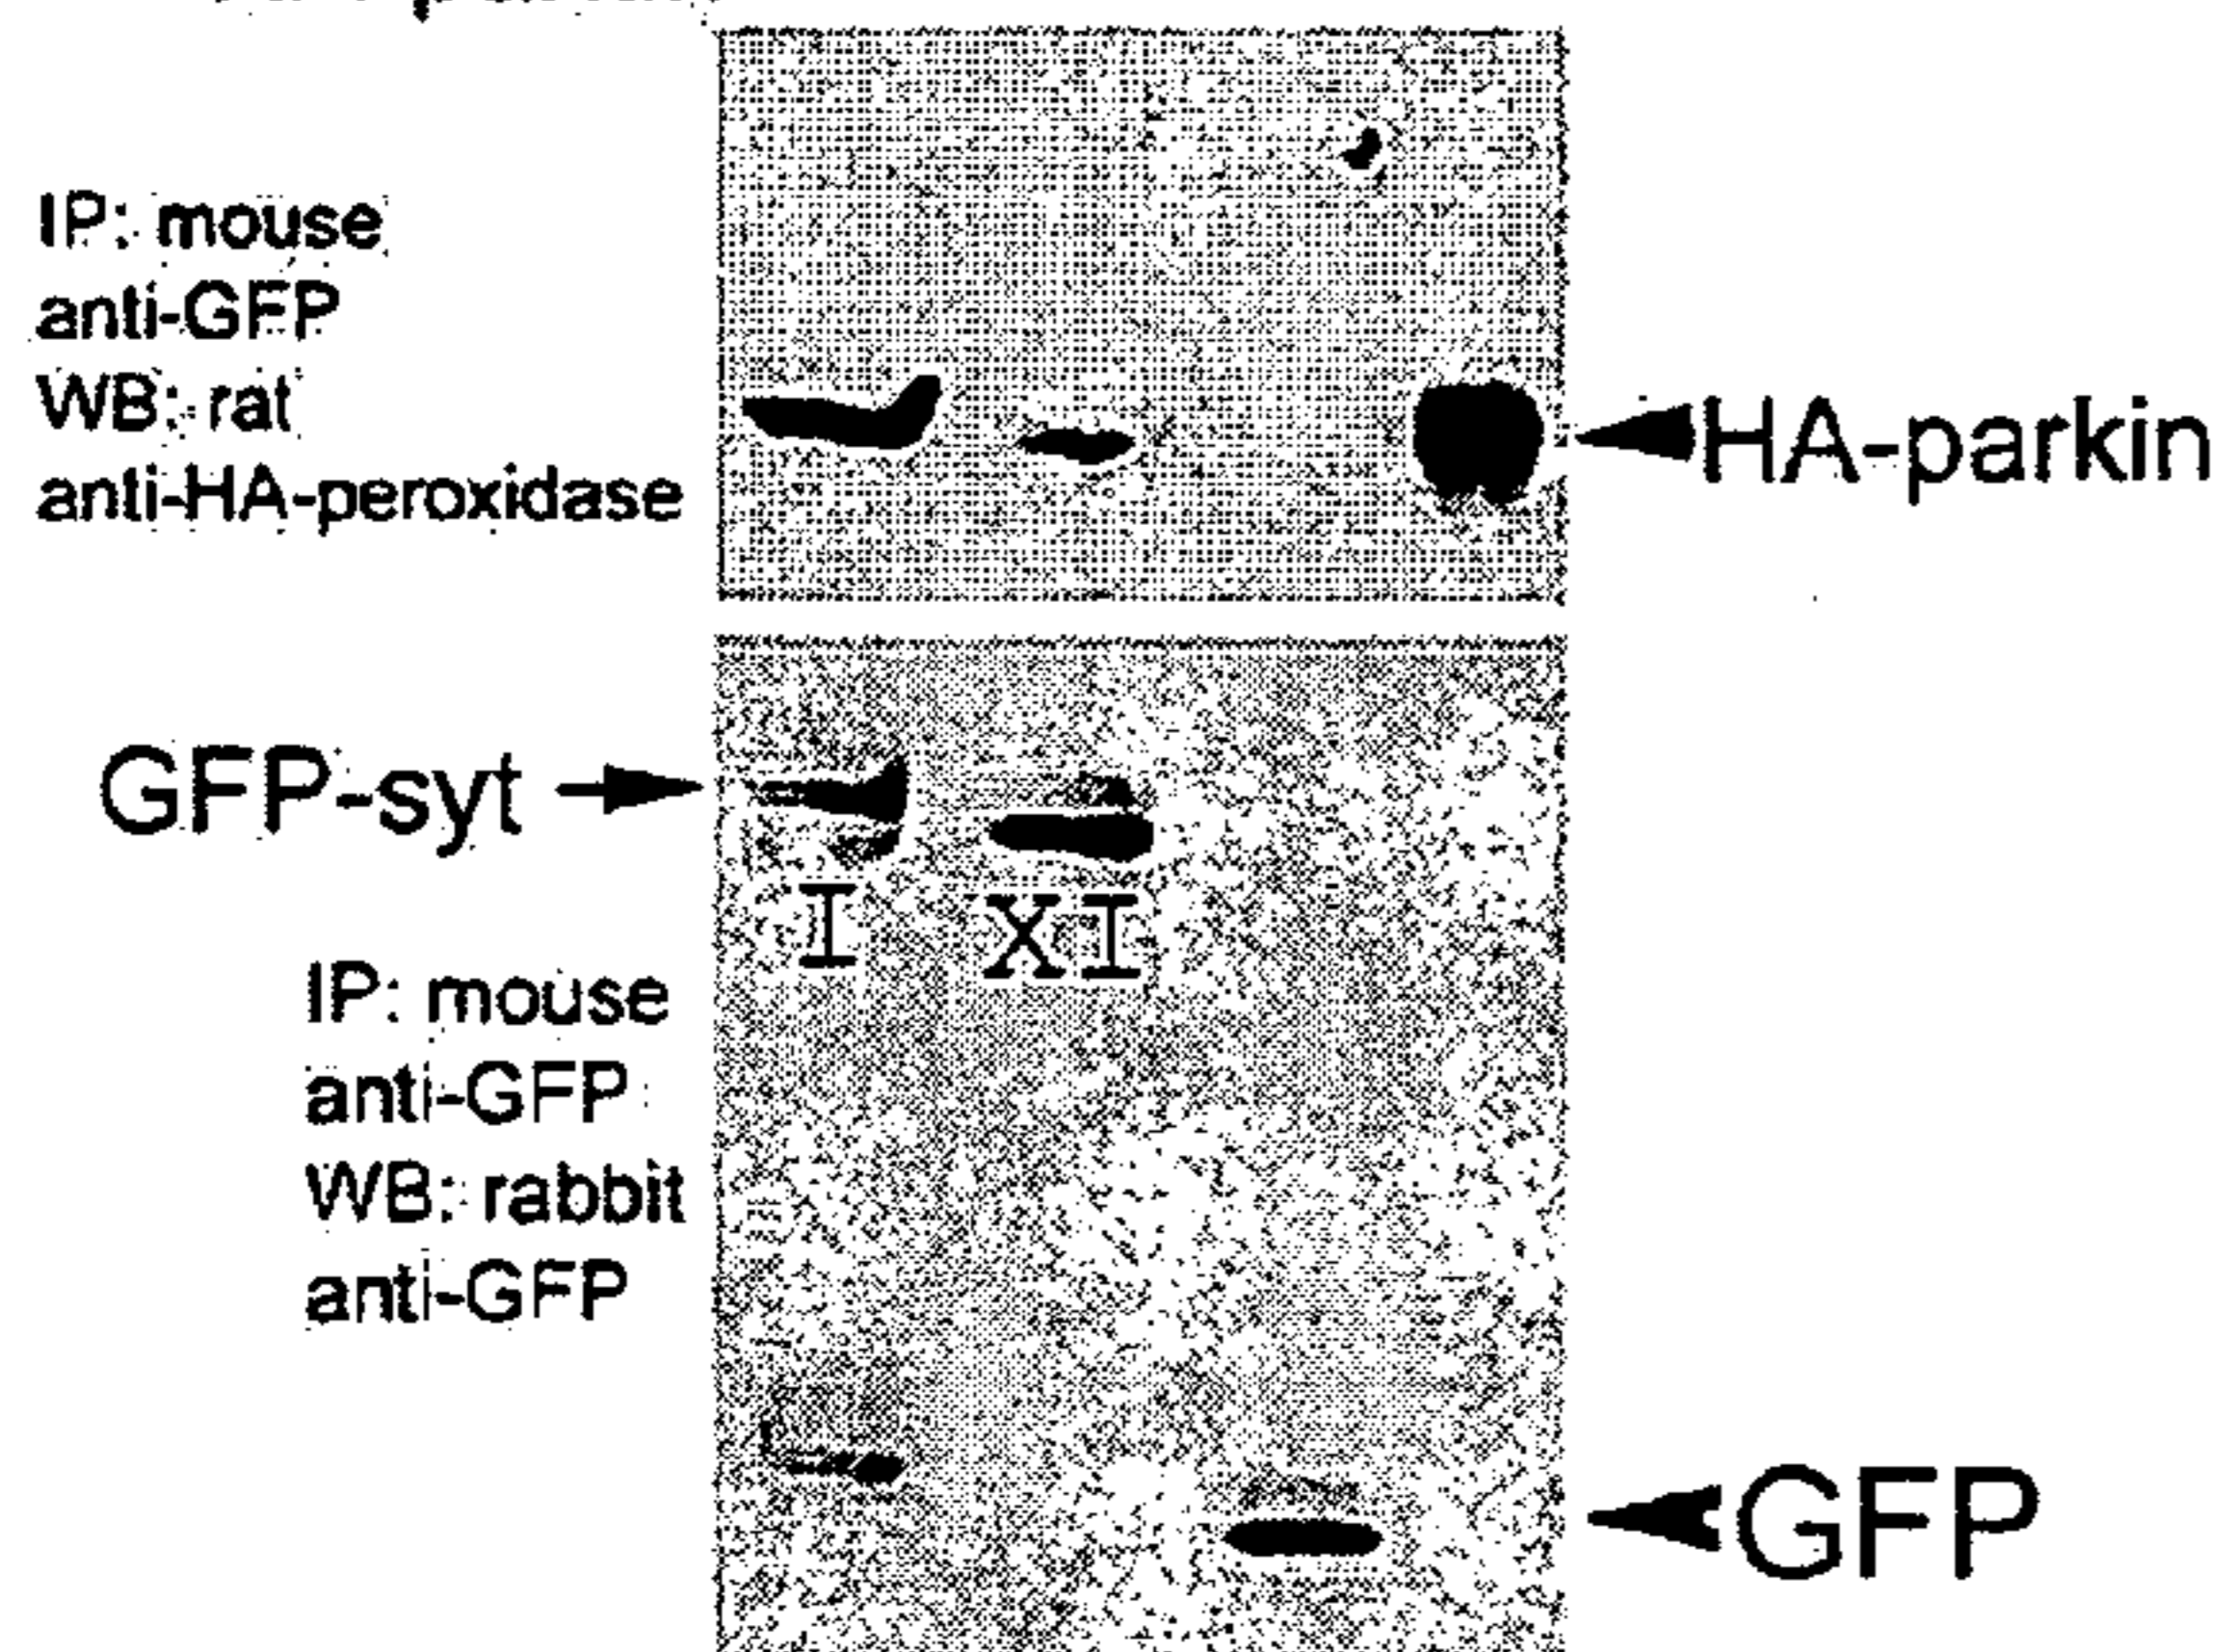 IP: mouse
anti-GFP
WB: rat
anti-HA-peroxidase
HA-parkin
GFP-syt
I XI
IP: mouse
anti-GFP
WB: rabbit
anti-GFP
GFP